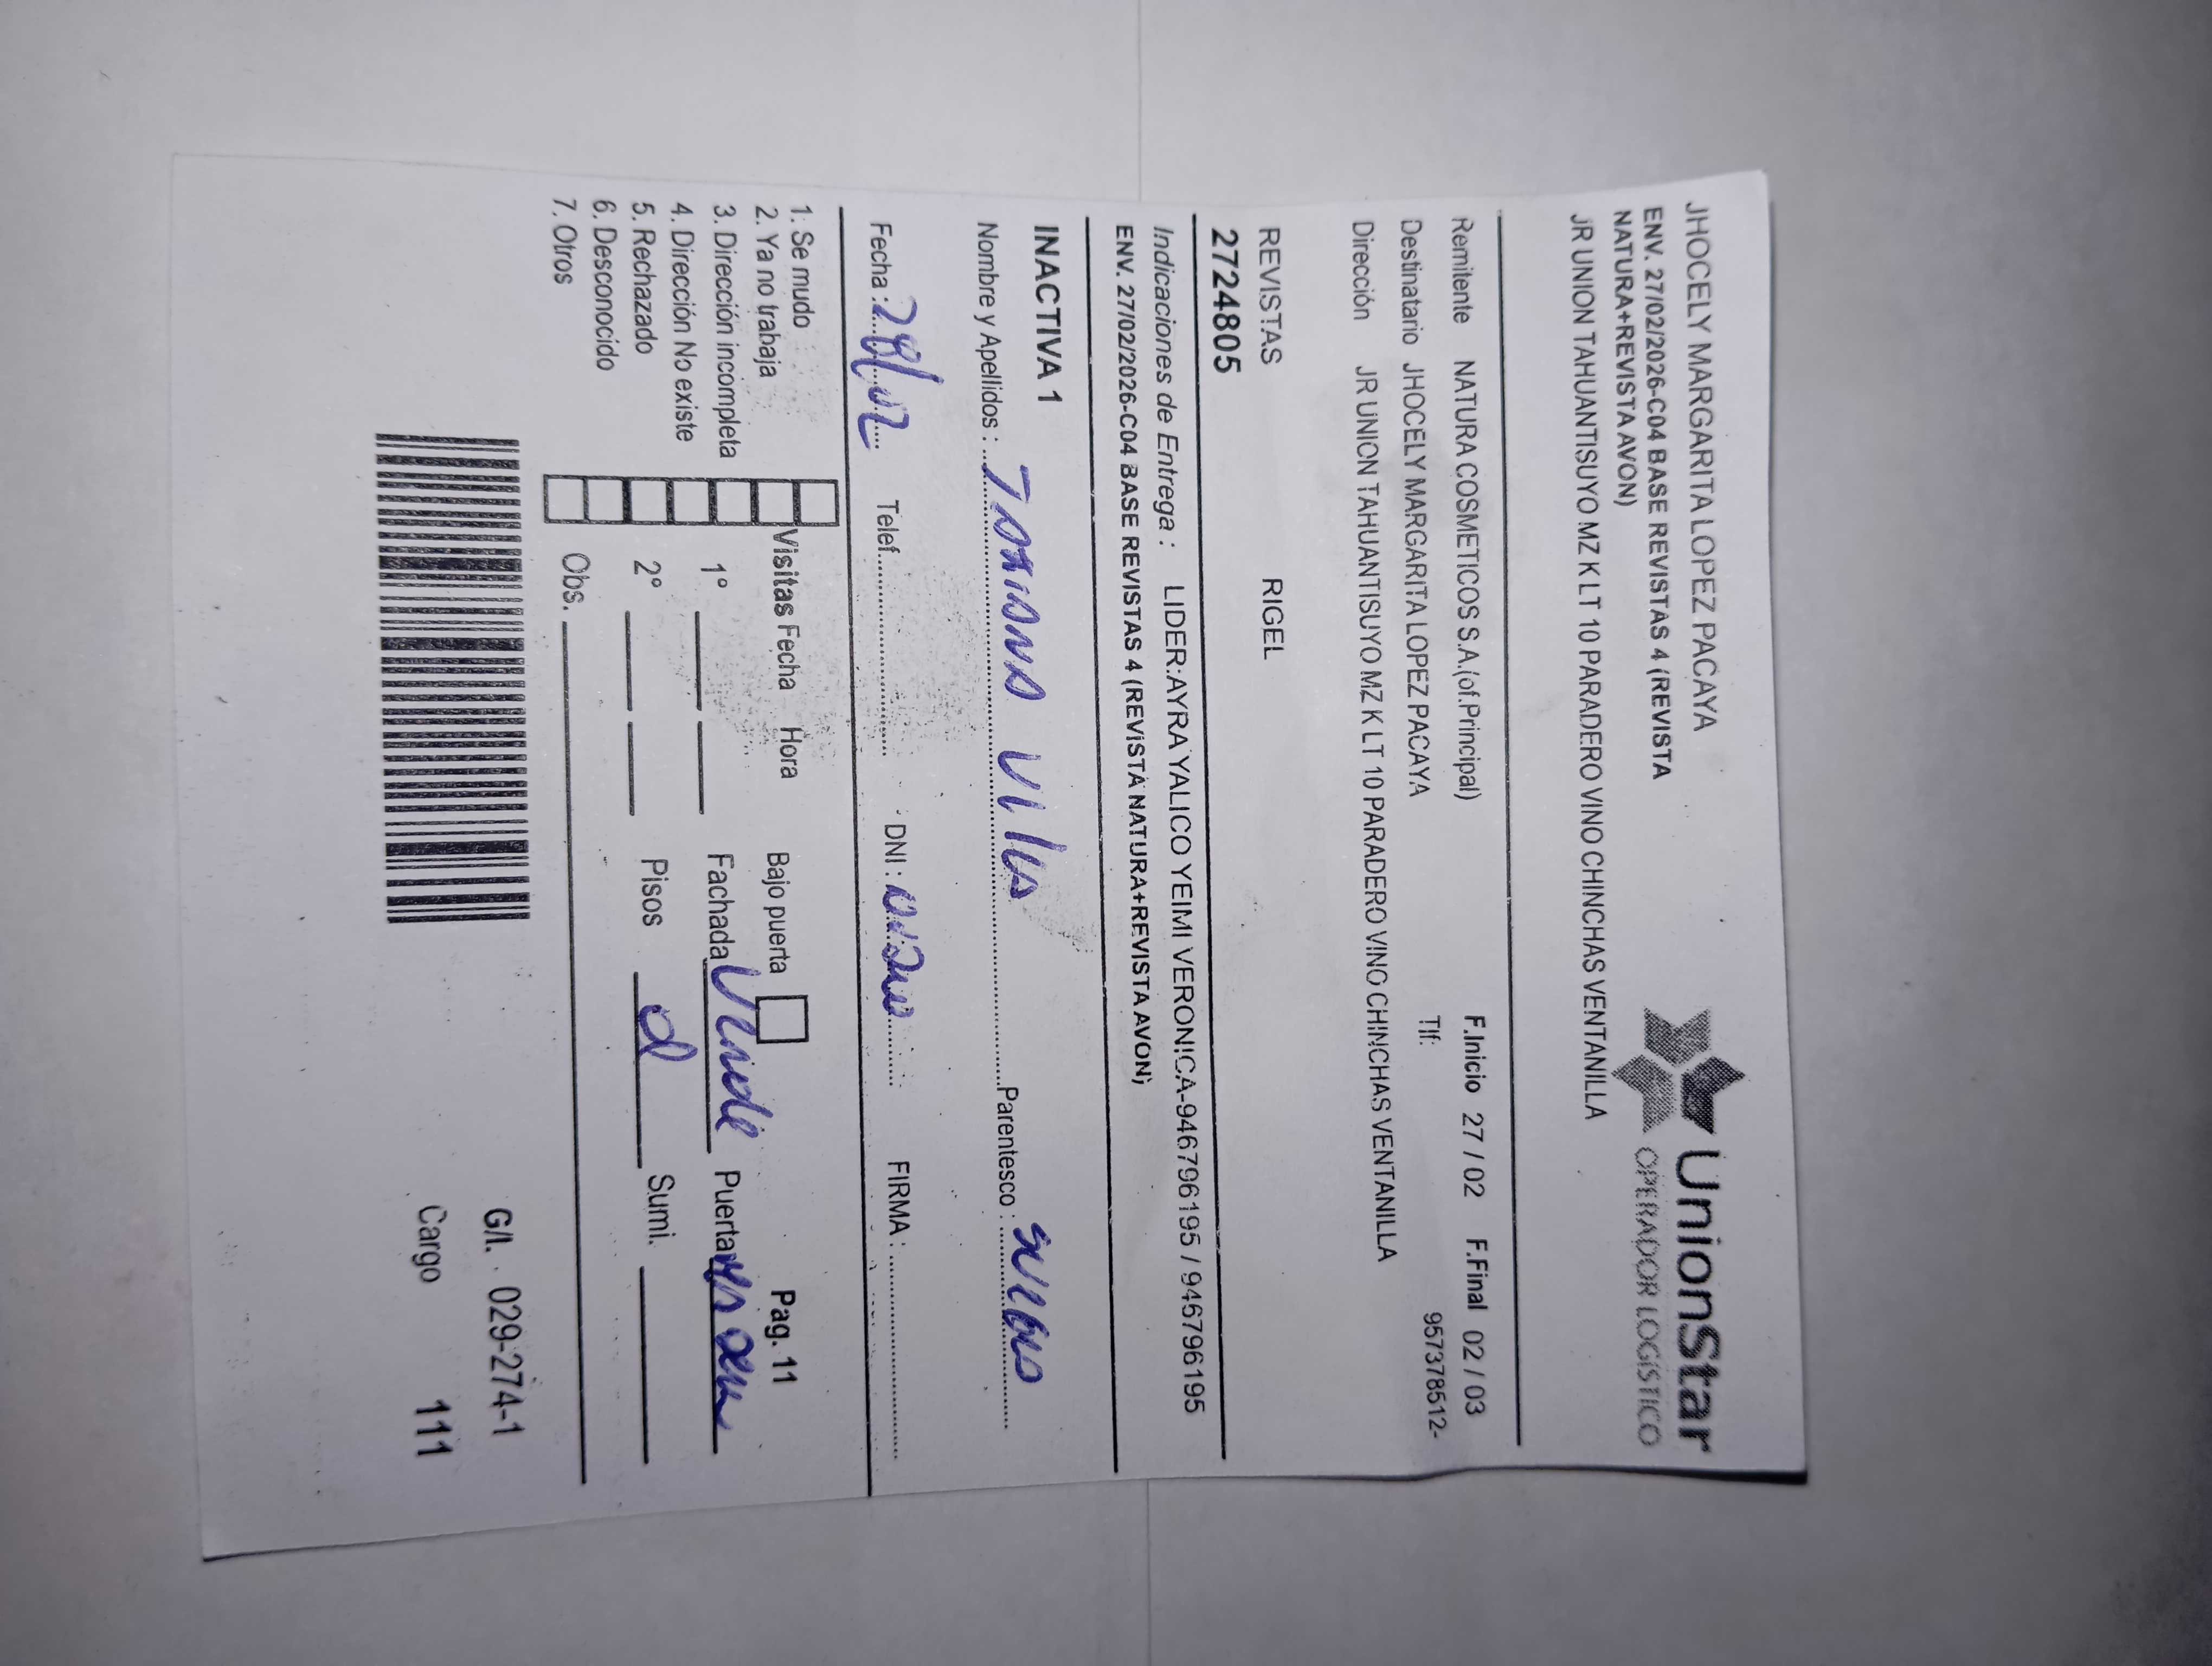 JHOCELY MARGARITA LOPEZ PACAYA
ENV. 27/02/2026-C04 BASE REVISTAS 4 (REVISTA
NATURA+REVISTA AVON)
JR UNION TAHUANTISUYO MZ K LT 10 PARADERO VINO CHINCHAS VENTANILLA
UnionStar
OPERADOR LOGÍSTICO
Remitente NATURA COSMETICOS S.A.(of.Principal) F.Inicio 27 / 02 F.Final 02 / 03
Destinatario JHOCELY MARGARITA LOPEZ PACAYA Tlf: 957378512-
Dirección JR UNION TAHUANTISUYO MZ K LT 10 PARADERO VINO CHINCHAS VENTANILLA
REVISTAS RIGEL
2724805
Indicaciones de Entrega : LIDER:AYRA YALICO YEIMI VERONICA-946796195 / 946796195
ENV. 27/02/2026-C04 BASE REVISTAS 4 (REVISTA NATURA+REVISTA AVON)
INACTIVA 1
Nombre y Apellidos : Vila Parentesco : suegra
Fecha : 28/02 Telef. DNI : FIRMA :
1. Se mudo
2. Ya no trabaja
3. Dirección incompleta
4. Dirección No existe
5. Rechazado
6. Desconocido
7. Otros
Visitas Fecha Hora
1°
2°
Obs.
Bajo puerta Pag. 11
Fachada Verde Puerta
Pisos 2 Sumi.
G/I. 029-274-1
Cargo 111